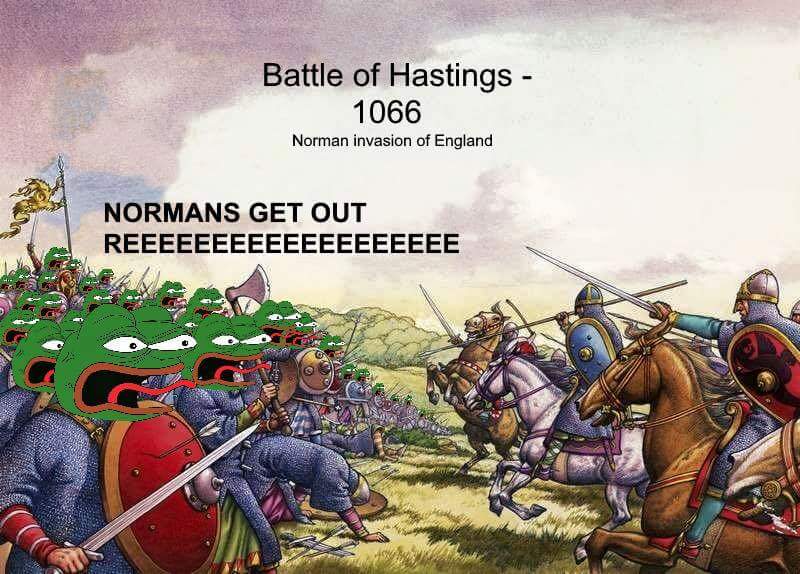 Battle of Hastings -
1066
Norman invasion of England
NORMANS GET OUT
REEEEEEEEEEEEEEEEEEE